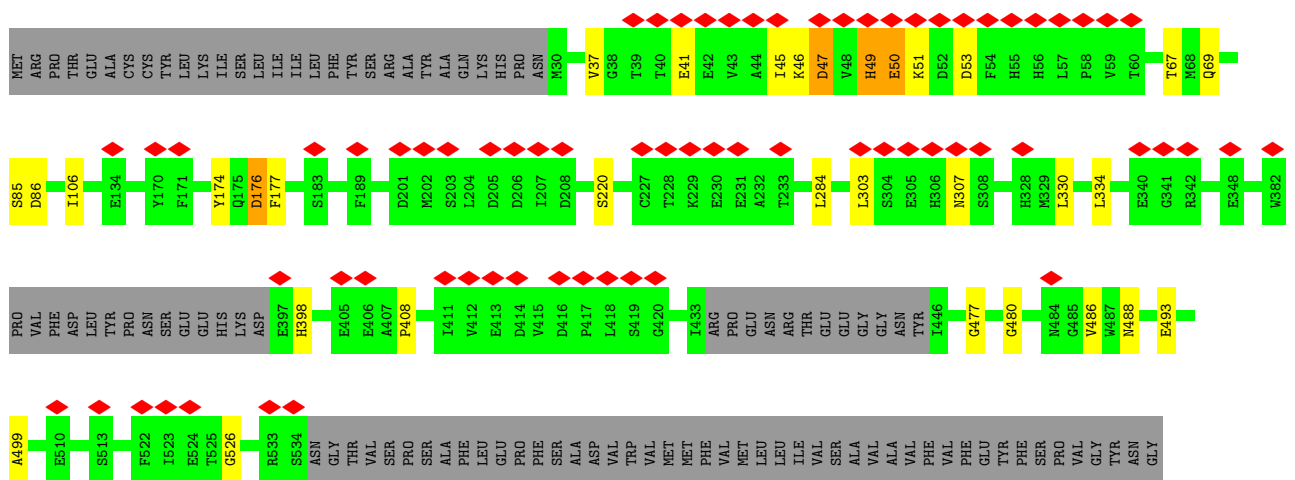 MET ARG PRO THR GLU ALA CYS CYS TYR LEU LYS ILE SER LEU ILE ILE LEU PHE TYR SER ARG ALA TYR ALA GLN LYS HIS PRO ASN M30 V37 G38 T39 T40 E41 E42 V43 A44 I45 K46 D47 V48 H49 E50 K51 D52 D53 F54 H55 H56 L57 P58 V59 T60 T67 M68 Q69
S85 D86 I106 E134 Y170 F171 Y174 Q175 D176 F177 S183 F189 D201 M202 S203 L204 D205 D206 I207 D208 S220 C227 T228 K229 E230 E231 A232 T233 L284 L303 S304 E305 H306 N307 S308 H328 M329 L330 L334 E340 G341 R342 E348 W382
PRO VAL PHE ASP LEU TYR PRO ASN SER GLU GLU HIS LYS ASP E397 H398 E405 E406 A407 P408 I411 V412 E413 D414 V415 D416 P417 L418 S419 G420 I433 ARG PRO GLU ASN ARG THR GLU GLU GLY GLY ASN TYR I446 G477 G480 N484 G485 V486 W487 N488 E493
A499 E510 S513 F522 I523 E524 T525 G526 R533 S534 ASN GLY THR VAL SER PRO SER ALA PHE LEU GLU PRO PHE SER ALA ASP VAL TRP VAL MET MET PHE VAL MET LEU LEU ILE VAL SER ALA VAL ALA VAL PHE VAL PHE GLU TYR PHE SER PRO VAL GLY TYR ASN GLY